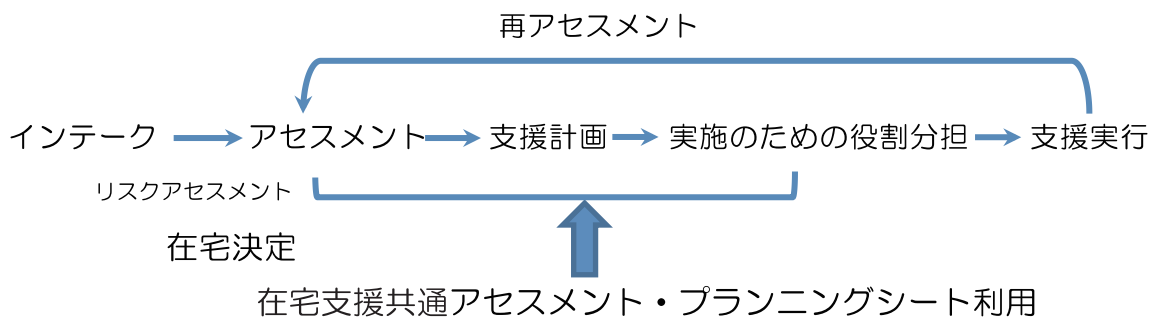 再アセスメント
インテーク
アセスメント
支援計画
実施のための役割分担
支援実行
リスクアセスメント
在宅決定
在宅支援共通アセスメント・プランニングシート利用